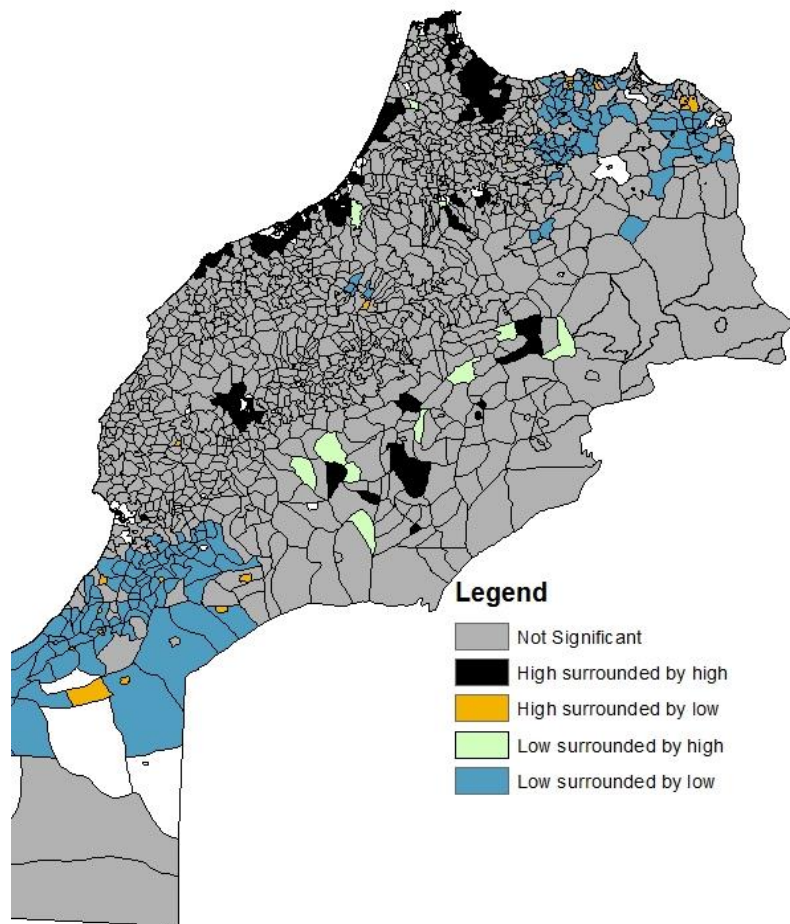 Legend
Not Significant
High surrounded by high
High surrounded by low
Low surrounded by high
Low surrounded by low